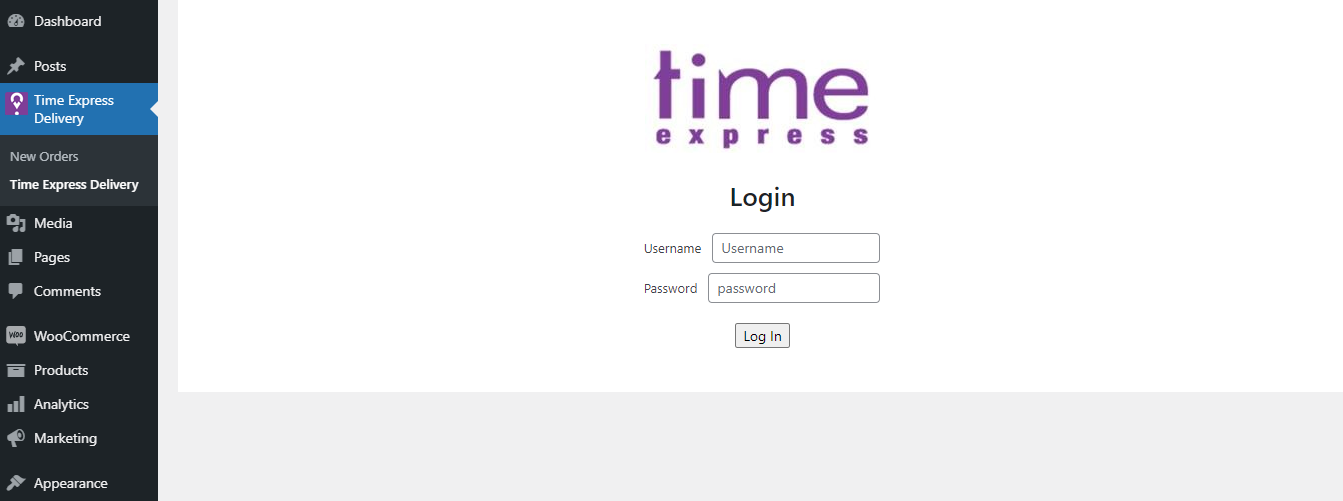 Dashboard
Posts
Time Express
Delivery
New Orders
Time Express Delivery
Media
Pages
Comments
WOO WooCommerce
Products
Analytics
Marketing
Appearance
time
express
Login
Username Username
Password password
Log In